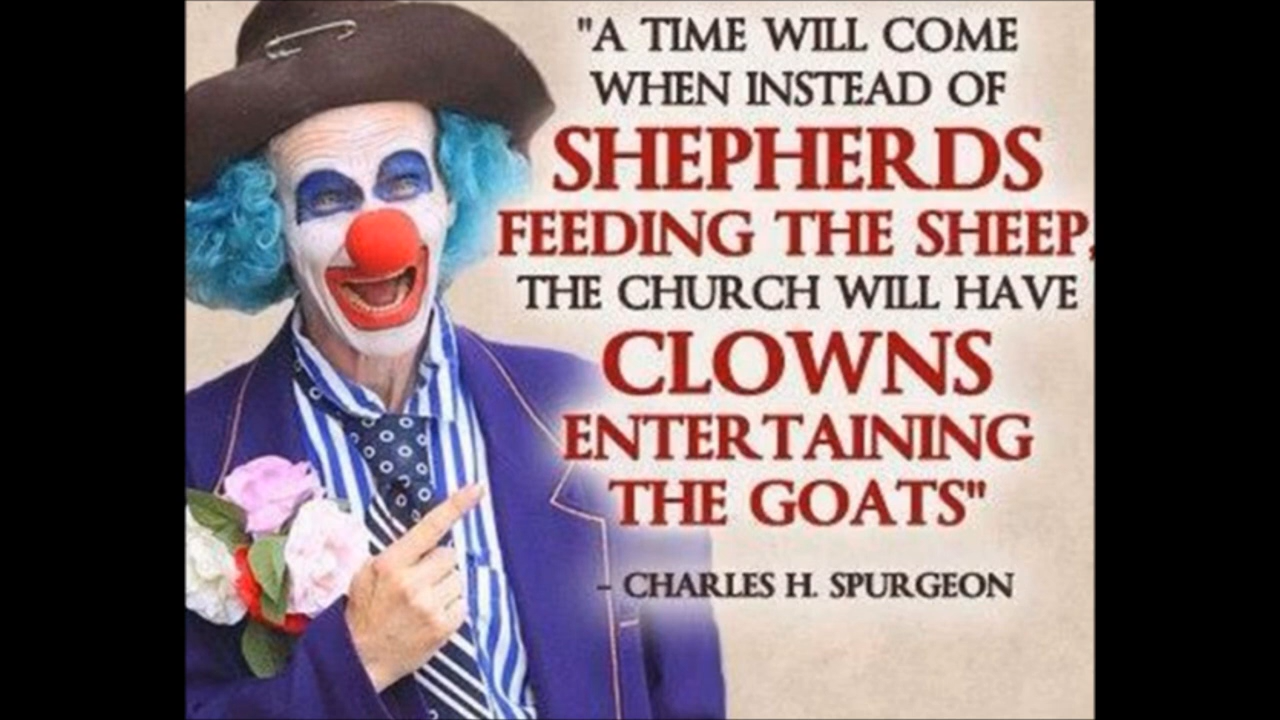 "A TIME WILL COME
WHEN INSTEAD OF
SHEPHERDS
FEEDING THE SHEEP,
THE CHURCH WILL HAVE
CLOWNS
ENTERTAINING
THE GOATS"
- CHARLES H. SPURGEON